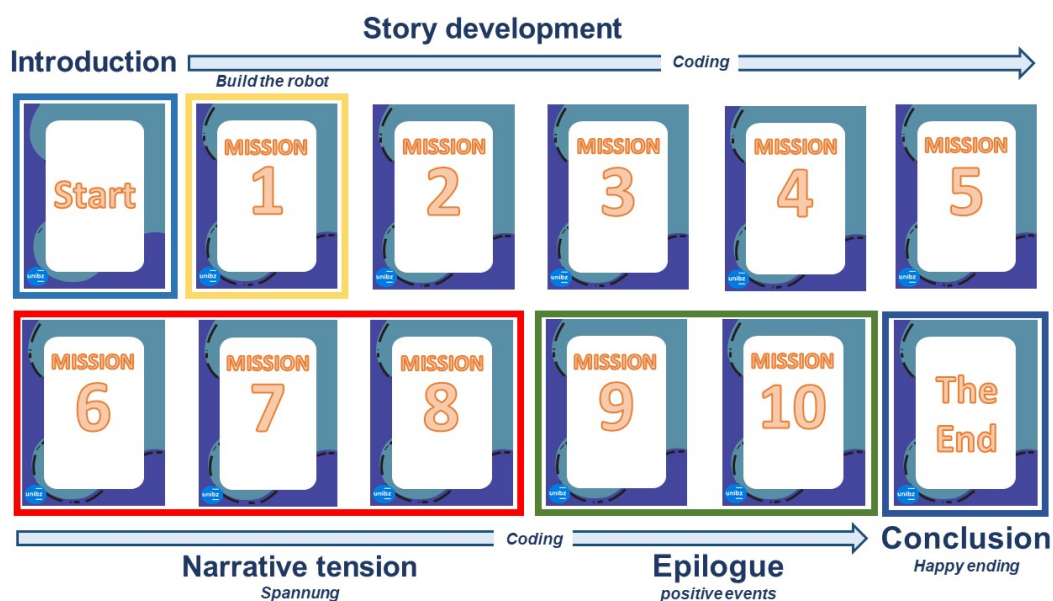 Story development
Introduction
Coding
Build the robot
Start
MISSION
1
MISSION
2
MISSION
3
MISSION
4
MISSION
5
unibz
unibz
unibz
unibz
unibz
unibz
MISSION
6
MISSION
7
MISSION
8
MISSION
9
MISSION
10
The
End
unibz
unibz
unibz
unibz
unibz
unibz
Coding
Narrative tension
Spannung
Epilogue
positive events
Conclusion
Happy ending